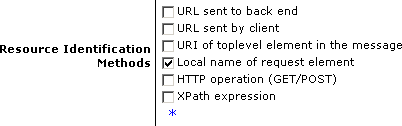 URL sent to back end
URL sent by client
URI of toplevel element in the message
Resource Identification Methods
Local name of request element
HTTP operation (GET/POST)
XPath expression
*